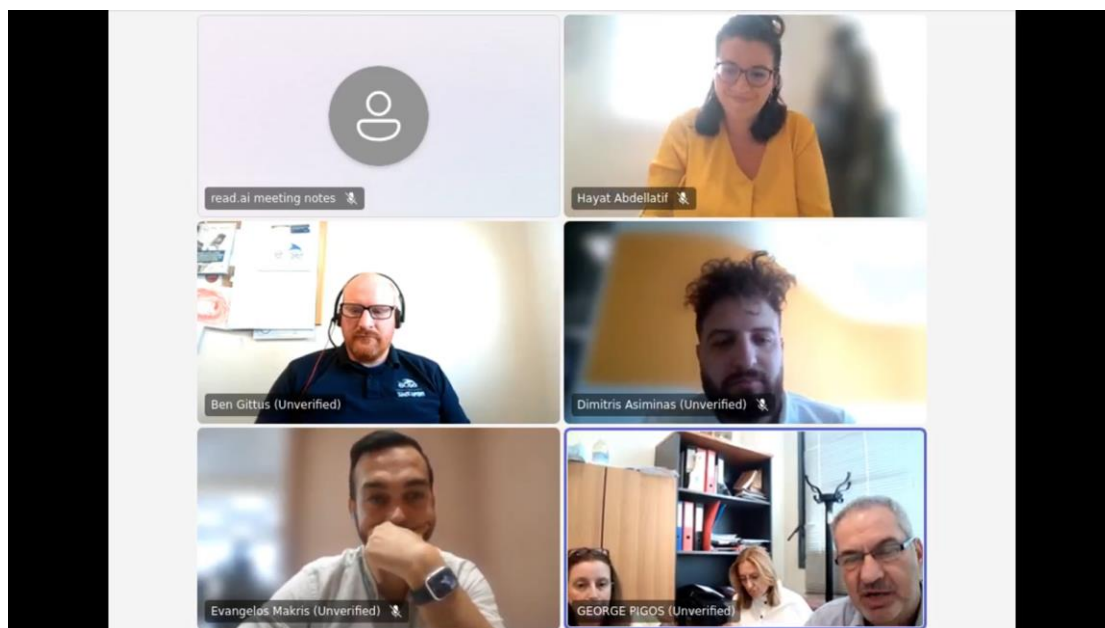 read.ai meeting notes
Hayat Abdellatif
Ben Gittus (Unverified)
Dimitris Asiminas (Unverified)
Evangelos Makris (Unverified)
GEORGE PIGOS (Unverified)